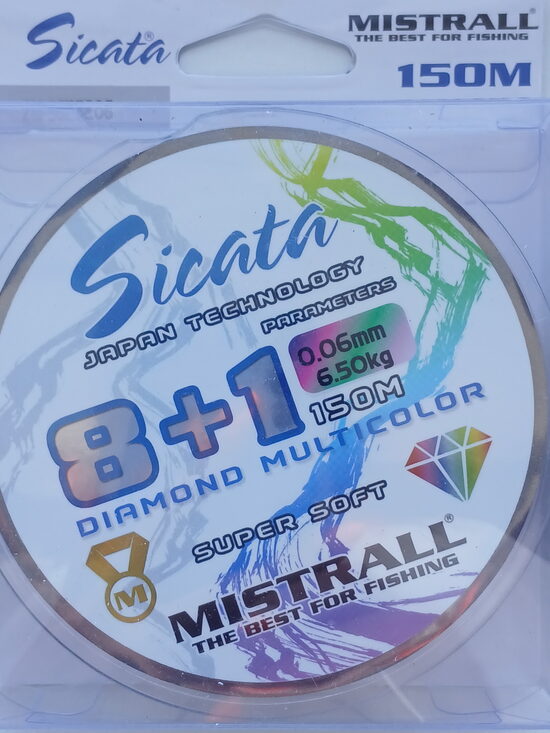 Sicata®
MISTRALL®
THE BEST FOR FISHING
150M
Sicata
JAPAN TECHNOLOGY
PARAMETERS
0.06mm
6.50kg
8+1
150M
DIAMOND MULTICOLOR
SUPER SOFT
M
MISTRALL®
THE BEST FOR FISHING